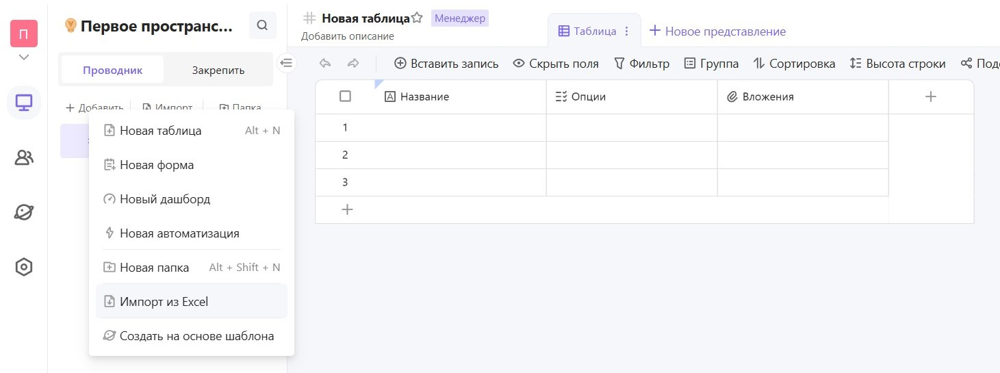 П
Первое пространс...
Проводник
Закрепить
Добавить
Импорт
Папка
Новая таблица Alt + N
Новая форма
Новый дашборд
Новая автоматизация
Новая папка Alt + Shift + N
Импорт из Excel
Создать на основе шаблона
Новая таблица
Менеджер
Добавить описание
Таблица
Новое представление
Вставить запись
Скрыть поля
Фильтр
Группа
Сортировка
Высота строки
Название
Опции
Вложения
1
2
3